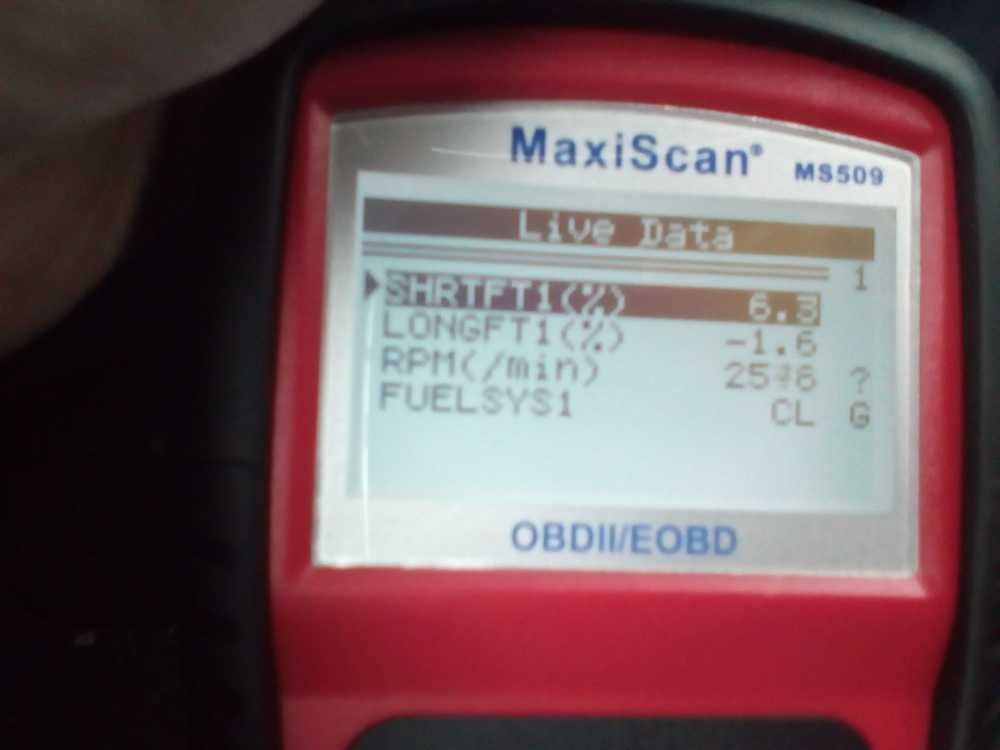 MaxiScan® MS509
Live Data
1
SHRTFT1(%) 6.3
LONGFT1(%) -1.6
RPM(/min) ?
FUELSYS1 CL G
OBDII/EOBD